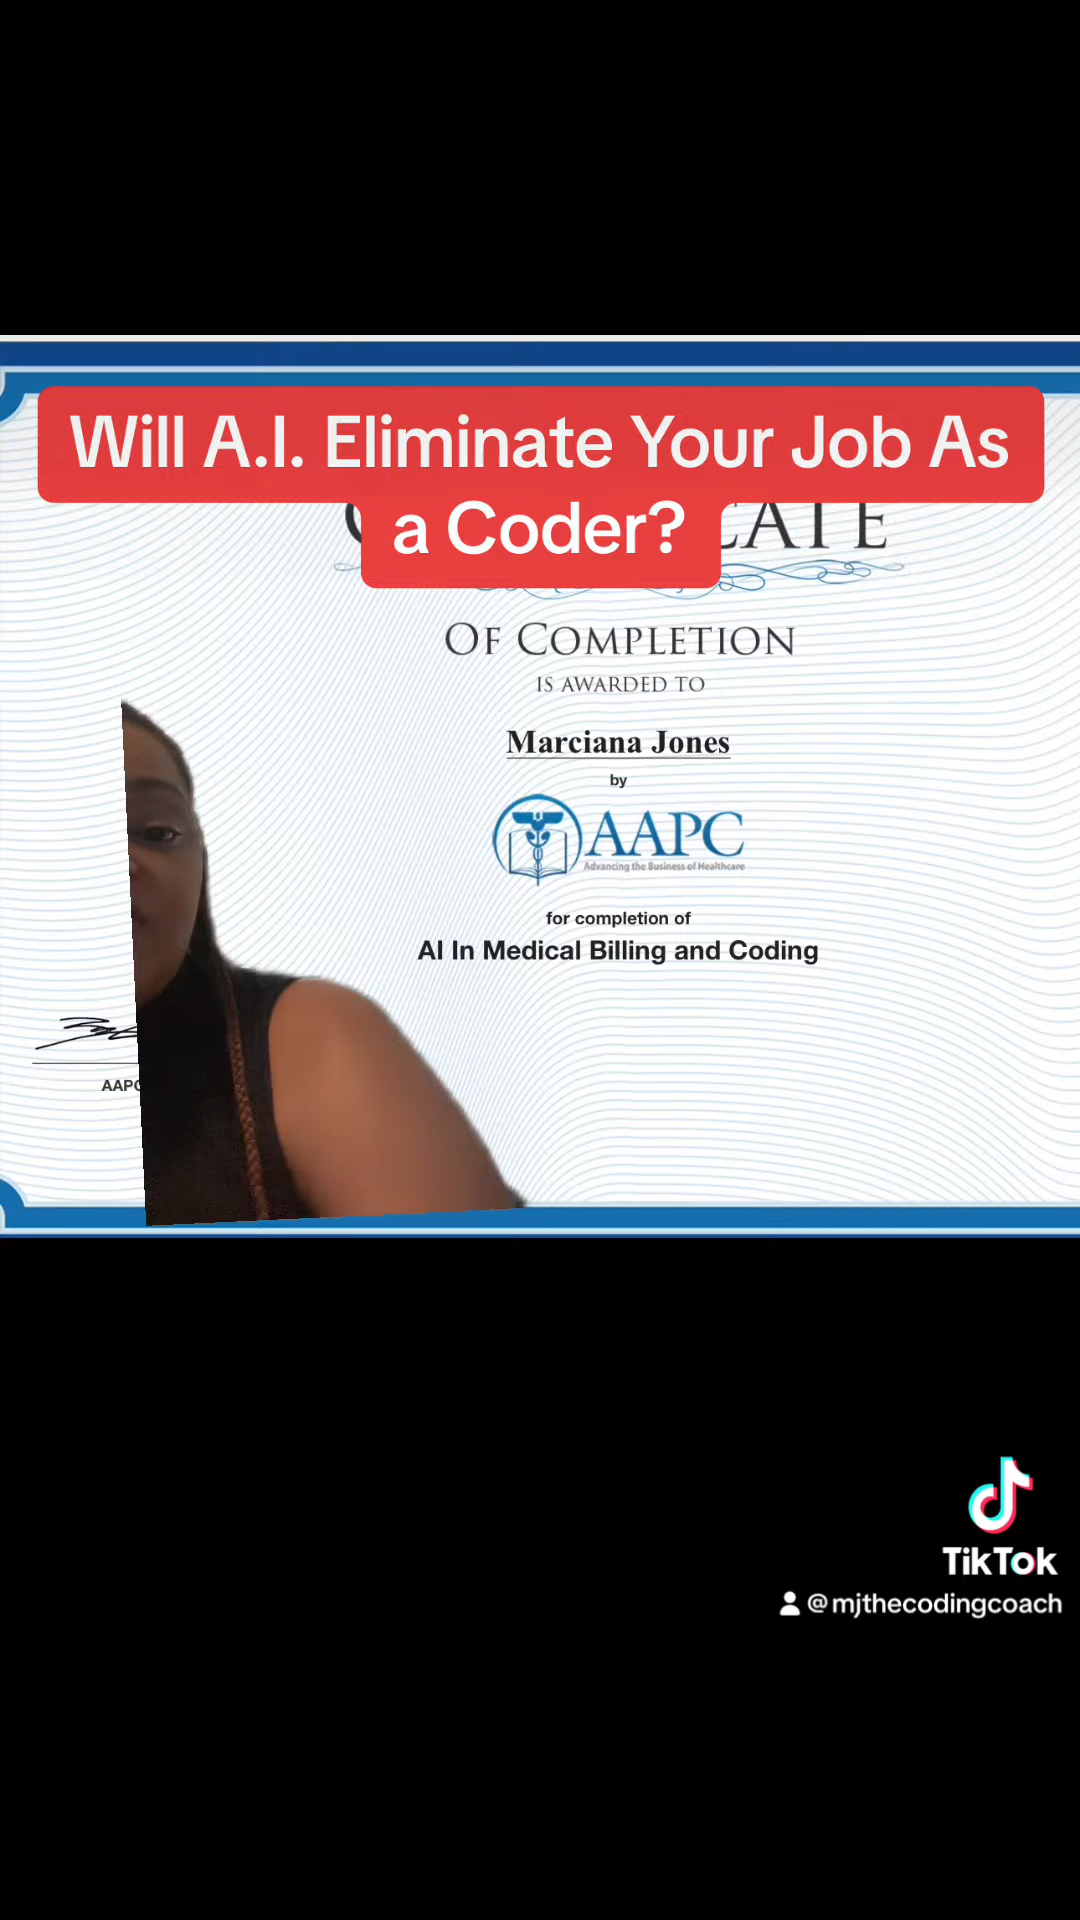 Will A.I. Eliminate Your Job As
a Coder?
OF COMPLETION
IS AWARDED TO
Marciana Jones
by
AAPC
Advancing the Business of Healthcare
for completion of
AI In Medical Billing and Coding
AAPC
TikTok
@mjthecodingcoach